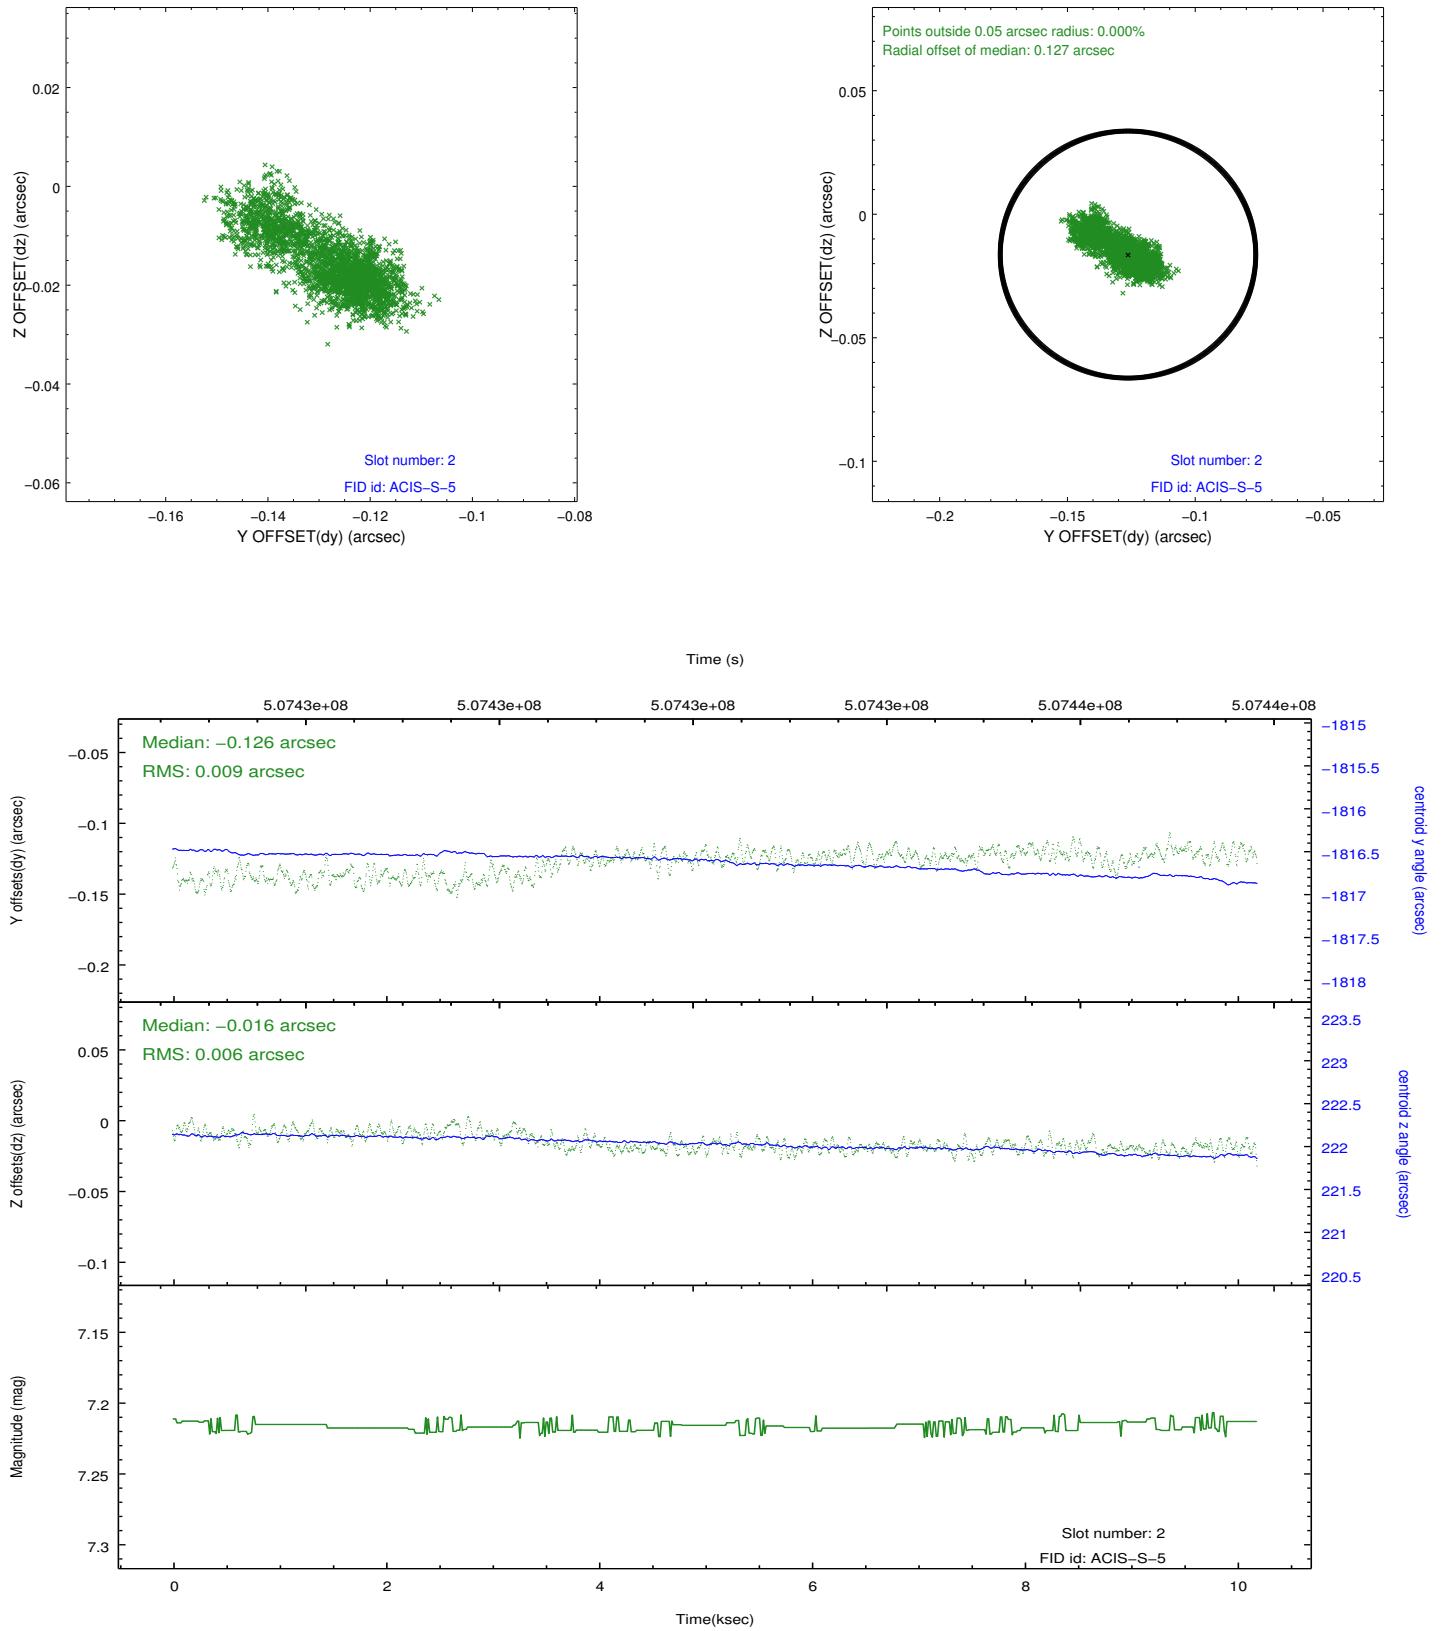 0.02
0
−0.02
−0.04
−0.06
Z OFFSET(dz) (arcsec)
Slot number: 2
FID id: ACIS−S−5
−0.16
−0.14
−0.12
−0.1
−0.08
Y OFFSET(dy) (arcsec)
Points outside 0.05 arcsec radius: 0.000%
Radial offset of median: 0.127 arcsec
0.05
0
−0.05
−0.1
Z OFFSET(dz) (arcsec)
Slot number: 2
FID id: ACIS−S−5
−0.2
−0.15
−0.1
−0.05
Y OFFSET(dy) (arcsec)
Time (s)
5.0743e+08
5.0743e+08
5.0743e+08
5.0743e+08
5.0744e+08
5.0744e+08
Median: −0.126 arcsec
RMS: 0.009 arcsec
−0.05
−0.1
−0.15
−0.2
Y offsets(dy) (arcsec)
−1815
−1815.5
−1816
−1816.5
−1817
−1817.5
−1818
centroid y angle (arcsec)
Median: −0.016 arcsec
RMS: 0.006 arcsec
0.05
0
−0.05
−0.1
Z offsets(dz) (arcsec)
223.5
223
222.5
222
221.5
221
220.5
centroid z angle (arcsec)
7.15
7.2
7.25
7.3
Magnitude (mag)
Slot number: 2
FID id: ACIS−S−5
0
2
4
6
8
10
Time(ksec)